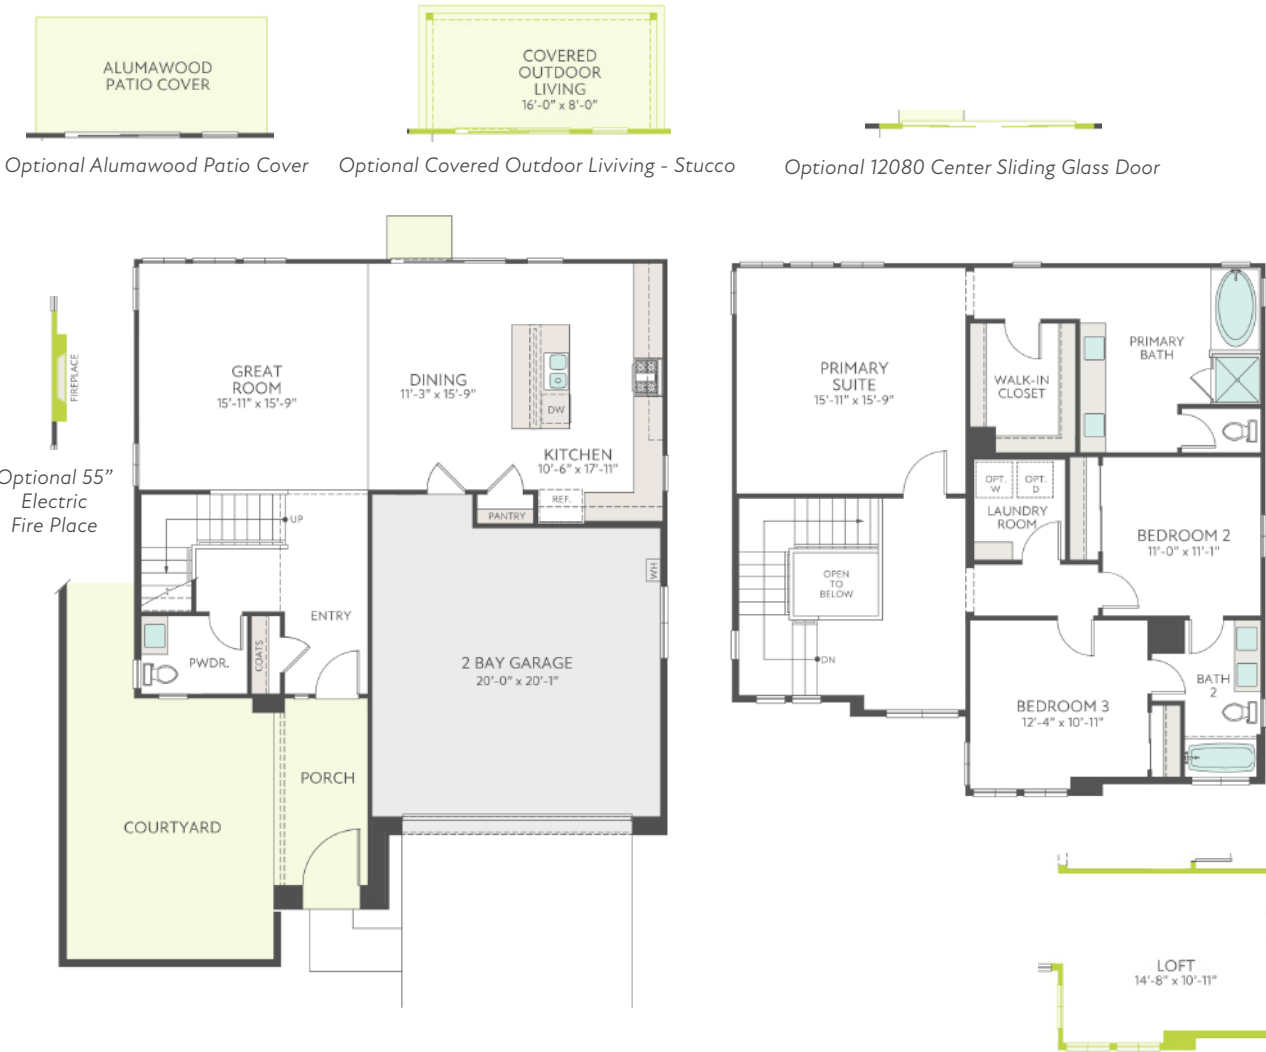 ALUMAWOOD
PATIO COVER
Optional Alumawood Patio Cover
COVERED
OUTDOOR
LIVING
16'-0" x 8'-0"
Optional Covered Outdoor Liviving - Stucco
Optional 12080 Center Sliding Glass Door
FIREPLACE
Optional 55”
Electric
Fire Place
GREAT
ROOM
15'-11" x 15'-9"
DINING
11'-3" x 15'-9"
DW
KITCHEN
10'-6" x 17'-11"
REF.
PANTRY
UP
ENTRY
WH
PWDR.
COATS
2 BAY GARAGE
20'-0" x 20'-1"
PORCH
COURTYARD
PRIMARY
SUITE
15'-11" x 15'-9"
WALK-IN
CLOSET
PRIMARY
BATH
OPT.
W
OPT.
D
LAUNDRY
ROOM
BEDROOM 2
11'-0" x 11'-1"
OPEN
TO
BELOW
DN
BEDROOM 3
12'-4" x 10'-11"
BATH
2
LOFT
14'-8" x 10'-11"